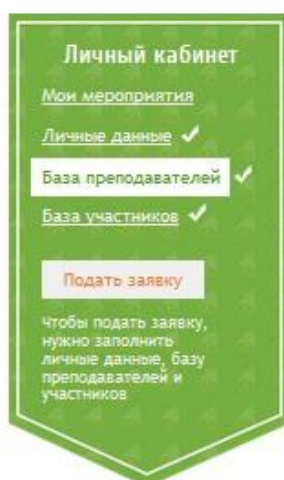 Личный кабинет
Мои мероприятия
Личные данные ✔
База преподавателей ✔
База участников ✔
Подать заявку
Чтобы подать заявку,
нужно заполнить
личные данные, базу
преподавателей и
участников